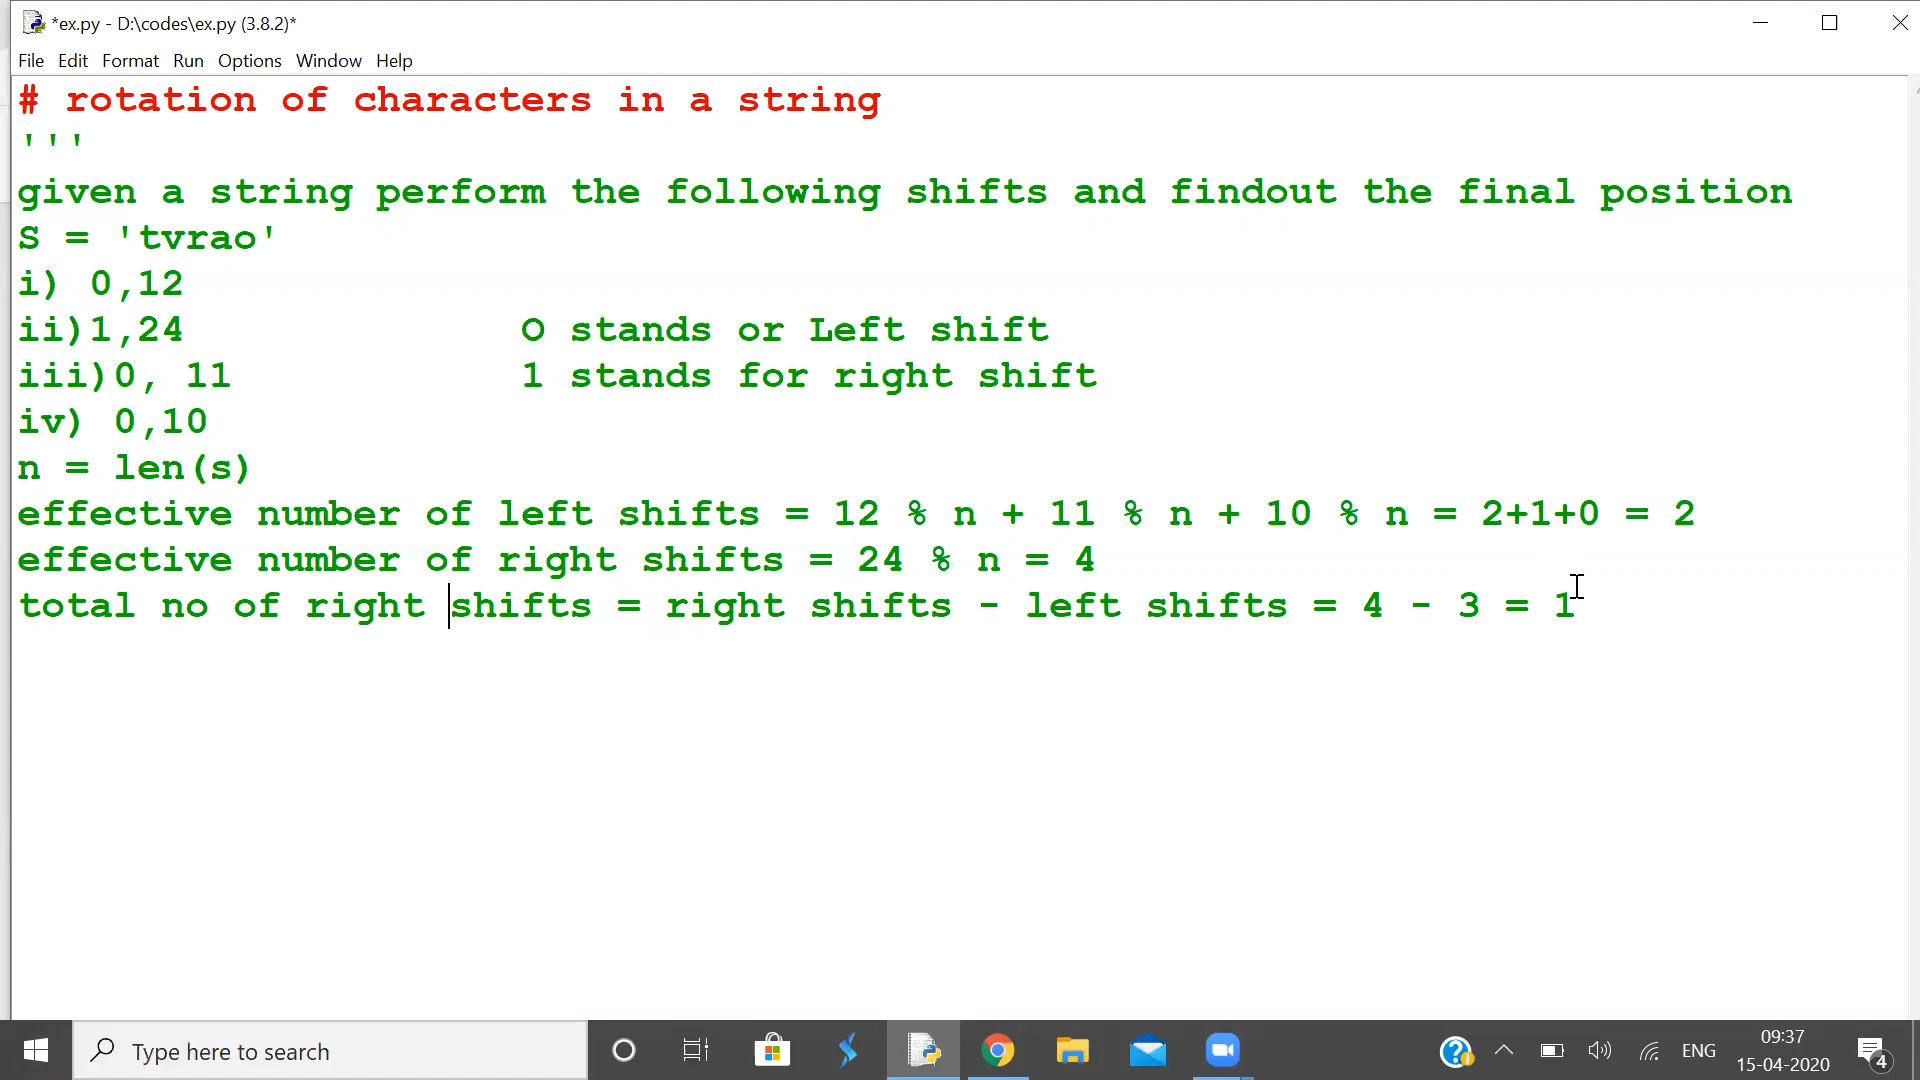 *ex.py - D:\codes\ex.py (3.8.2)*
File Edit Format Run Options Window Help
# rotation of characters in a string
'''
given a string perform the following shifts and findout the final position
S = 'tvrao'
i) 0,12
ii)1,24 O stands or Left shift
iii)0, 11 1 stands for right shift
iv) 0,10
n = len(s)
effective number of left shifts = 12 % n + 11 % n + 10 % n = 2+1+0 = 2
effective number of right shifts = 24 % n = 4
total no of right shifts = right shifts - left shifts = 4 - 3 = 1
Type here to search
ENG
09:37
15-04-2020
4